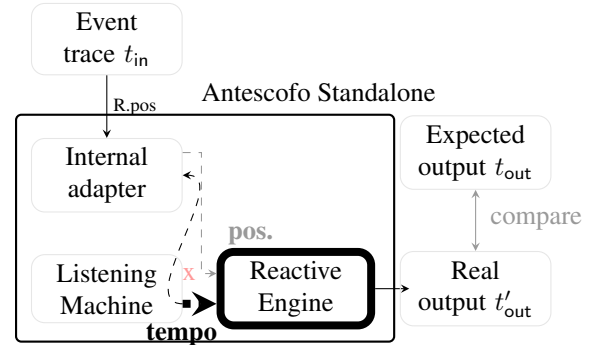 Event
trace t_in
R.pos
Antescofo Standalone
Internal
adapter
Expected
output t_out
compare
pos.
Listening
Machine
x
Reactive
Engine
Real
output t'_out
tempo